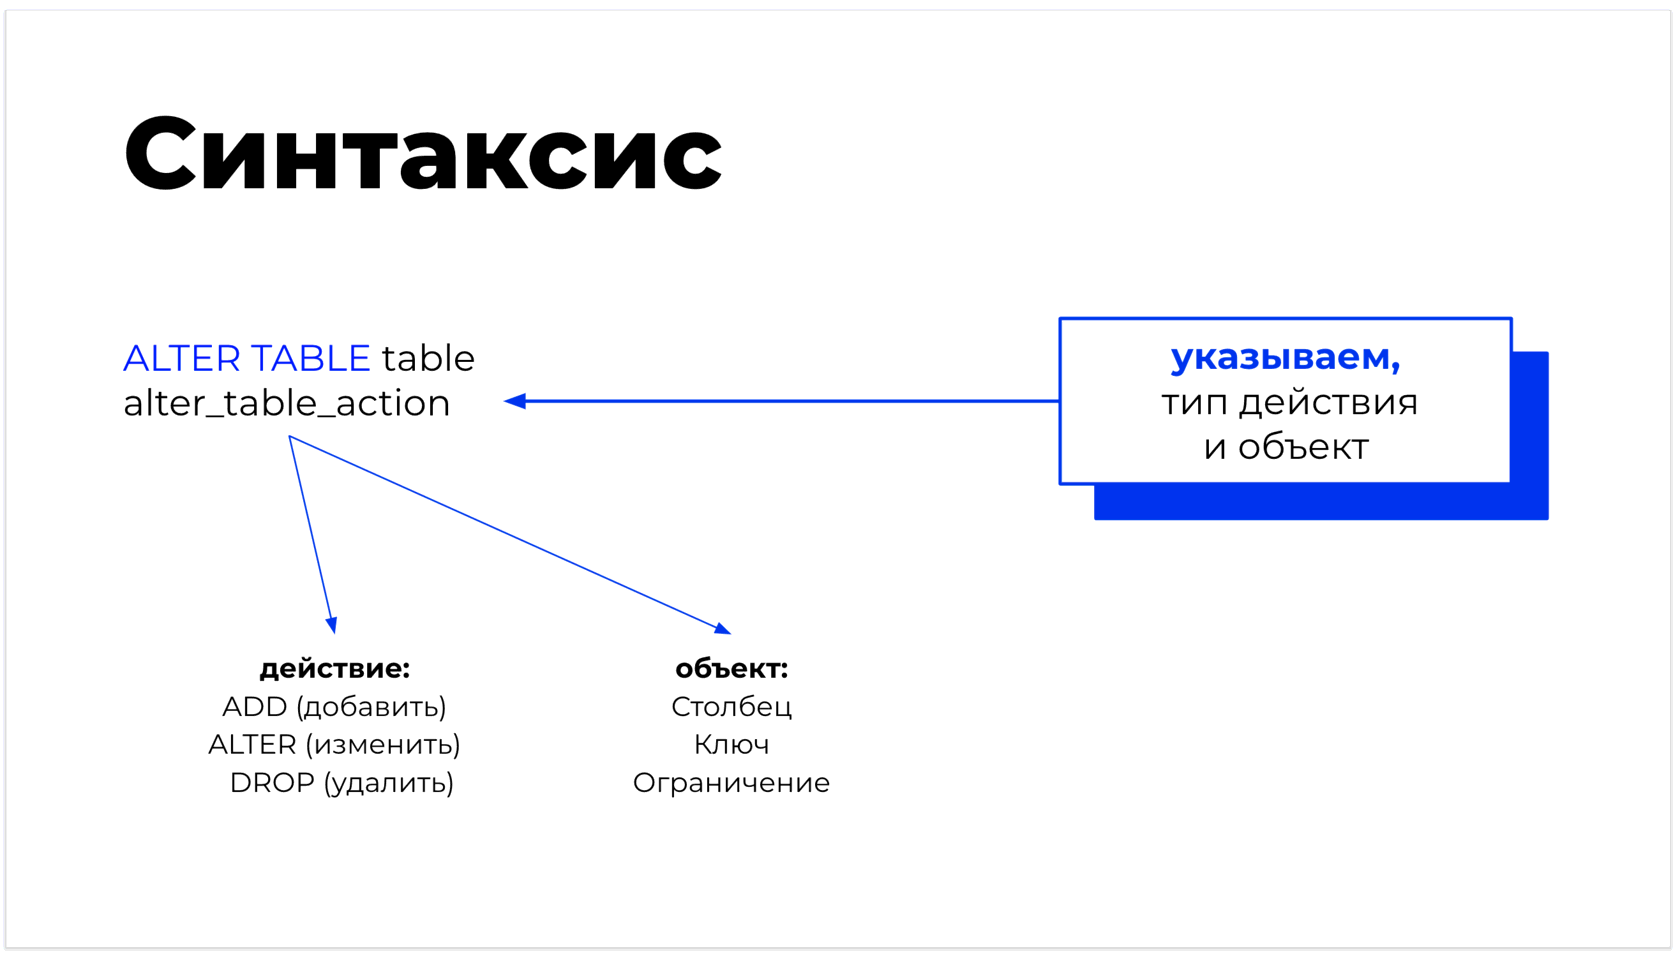 Синтаксис
ALTER TABLE table
alter_table_action
указываем,
тип действия
и объект
действие:
ADD (добавить)
ALTER (изменить)
DROP (удалить)
объект:
Столбец
Ключ
Ограничение